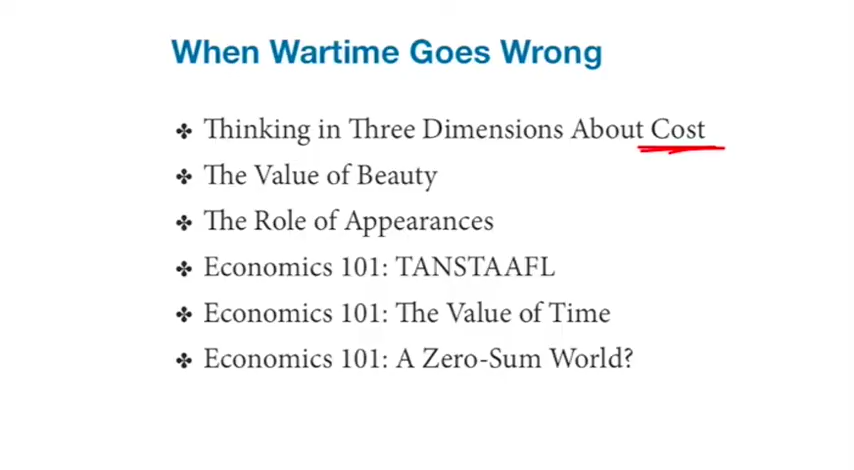 When Wartime Goes Wrong
✤ Thinking in Three Dimensions About Cost
✤ The Value of Beauty
✤ The Role of Appearances
✤ Economics 101: TANSTAAFL
✤ Economics 101: The Value of Time
✤ Economics 101: A Zero-Sum World?